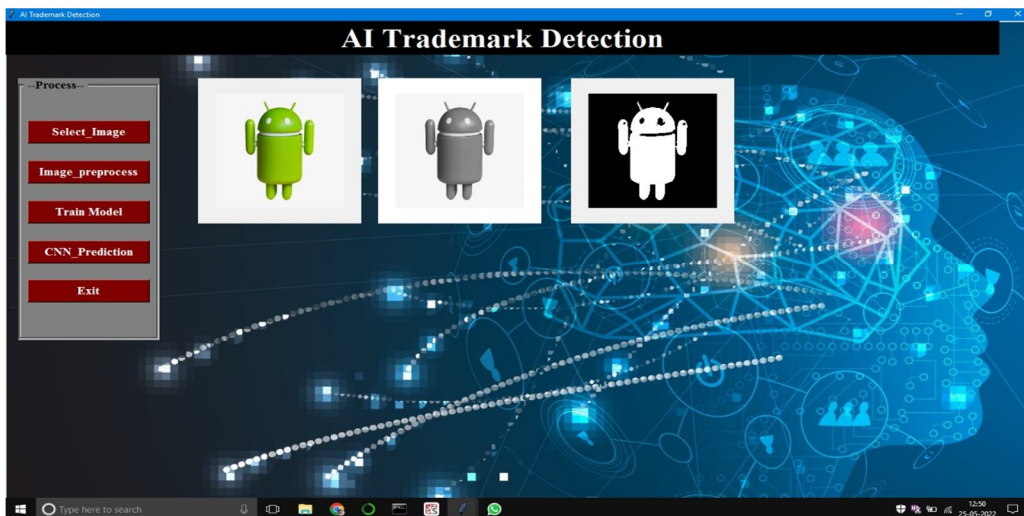 AI Trademark Detection
AI Trademark Detection
--Process--
Select_Image
Image_preprocess
Train Model
CNN_Prediction
Exit
Type here to search
12:50
25-05-2022